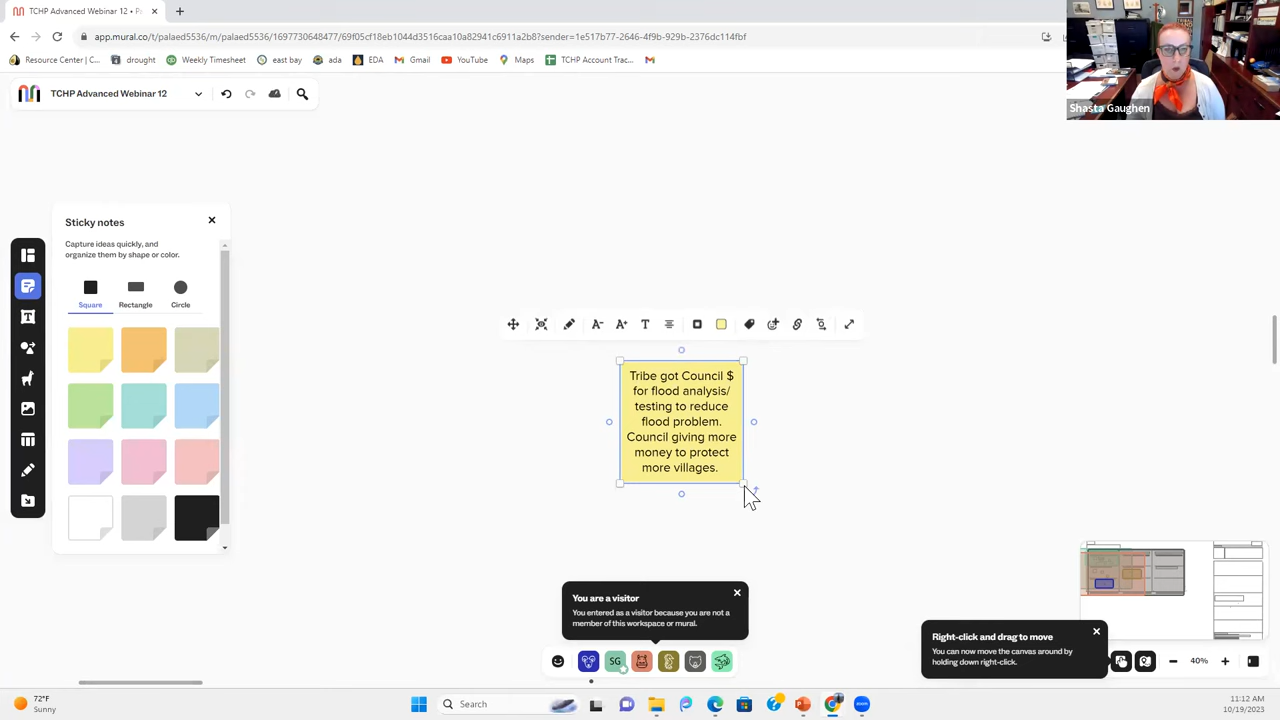 TCHP Advanced Webinar 12 • Pa
app.mural.co/t/palaed5536/m/palaed5536/1697730648477/69f05cf18eb1104d351c3aa10a82801c6911a2b8?sender=1e517b77-2646-4f9b-929b-2376dc114fbf
Resource Center | C...
drought
Weekly Timesheet
east bay
ada
EDA
Gmail
YouTube
Maps
TCHP Account Trac...
Shasta Gaughen
TCHP Advanced Webinar 12
Sticky notes
Capture ideas quickly, and
organize them by shape or color.
Square
Rectangle
Circle
A-
A+
T
Tribe got Council $
for flood analysis/
testing to reduce
flood problem.
Council giving more
money to protect
more villages.
You are a visitor
You entered as a visitor because you are not a
member of this workspace or mural.
SG
Right-click and drag to move
You can now move the canvas around by
holding down right-click.
40%
72°F
Sunny
Search
zoom
11:12 AM
10/19/2023